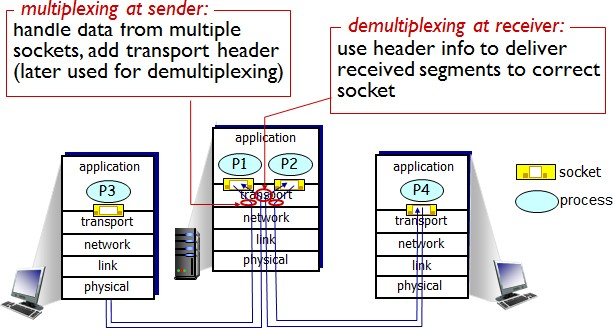 multiplexing at sender:
handle data from multiple
sockets, add transport header
(later used for demultiplexing)
demultiplexing at receiver:
use header info to deliver
received segments to correct
socket
application
P3
transport
network
link
physical
application
P1 P2
transport
network
link
physical
application
P4
transport
network
link
physical
socket
process